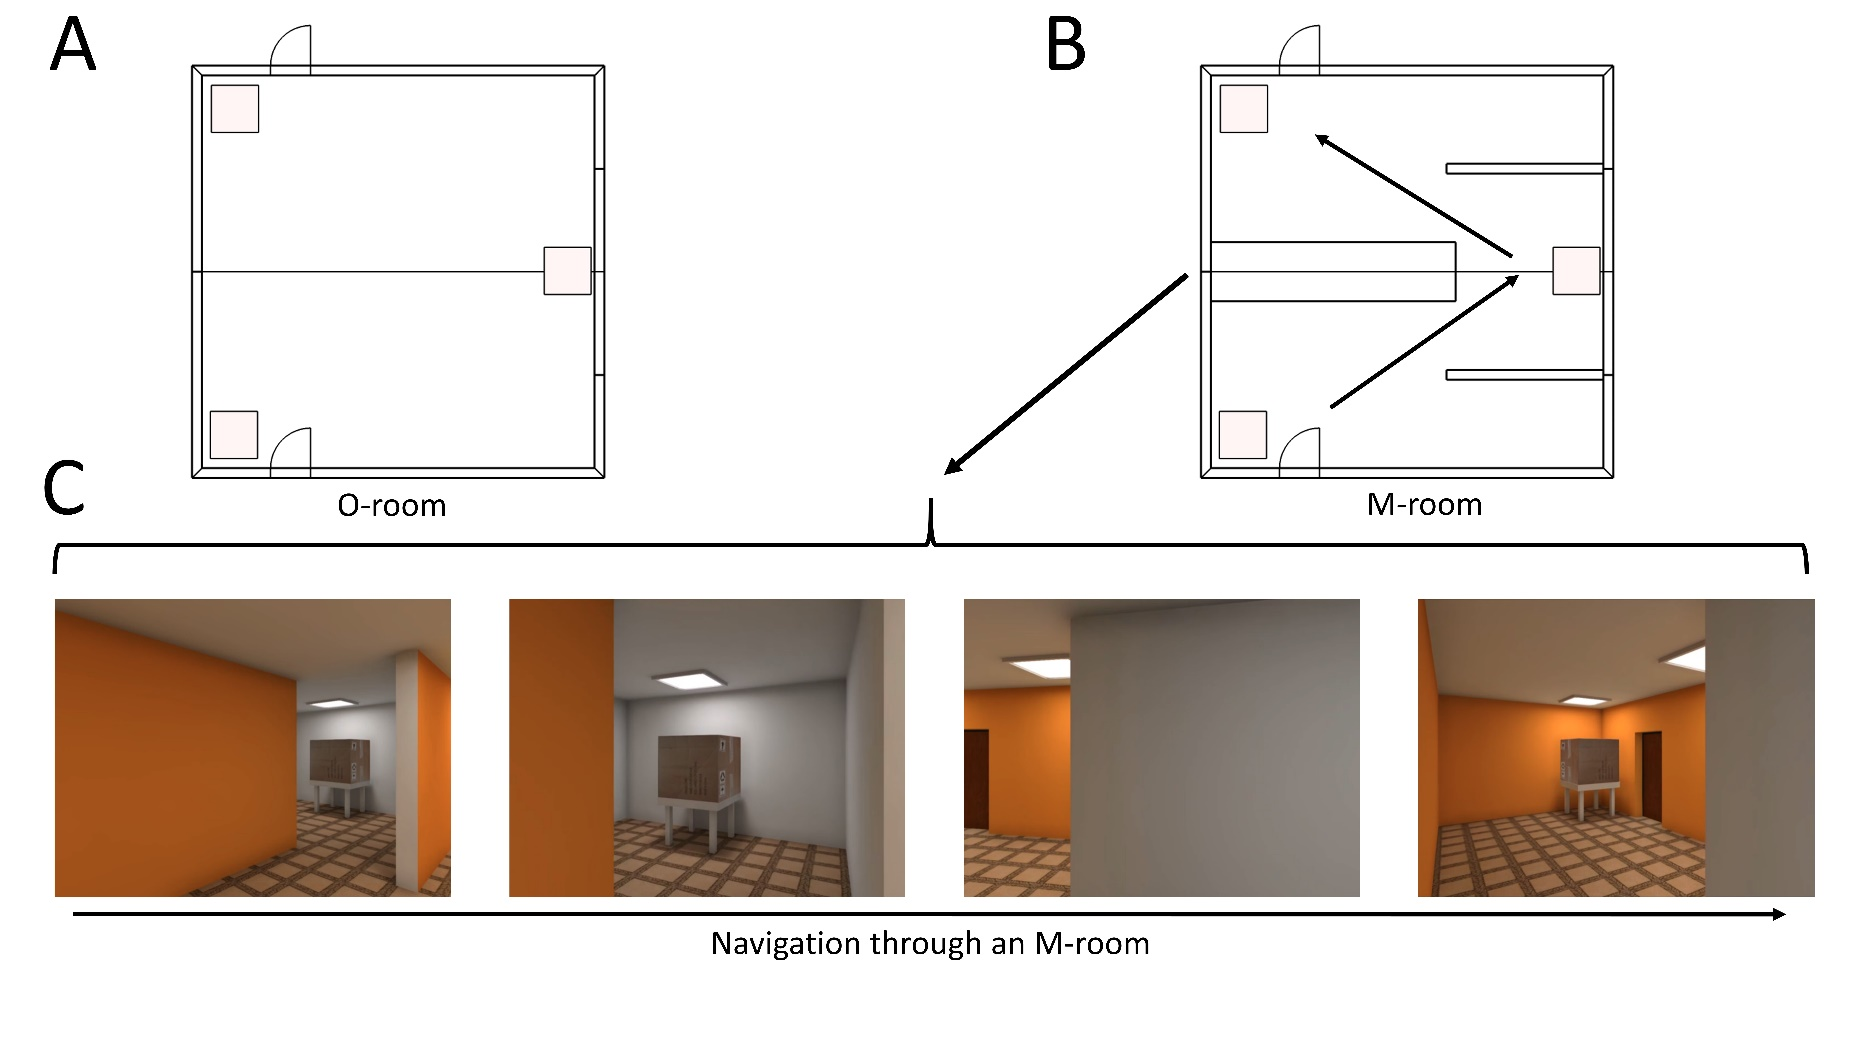 A
B
O-room
M-room
C
Navigation through an M-room